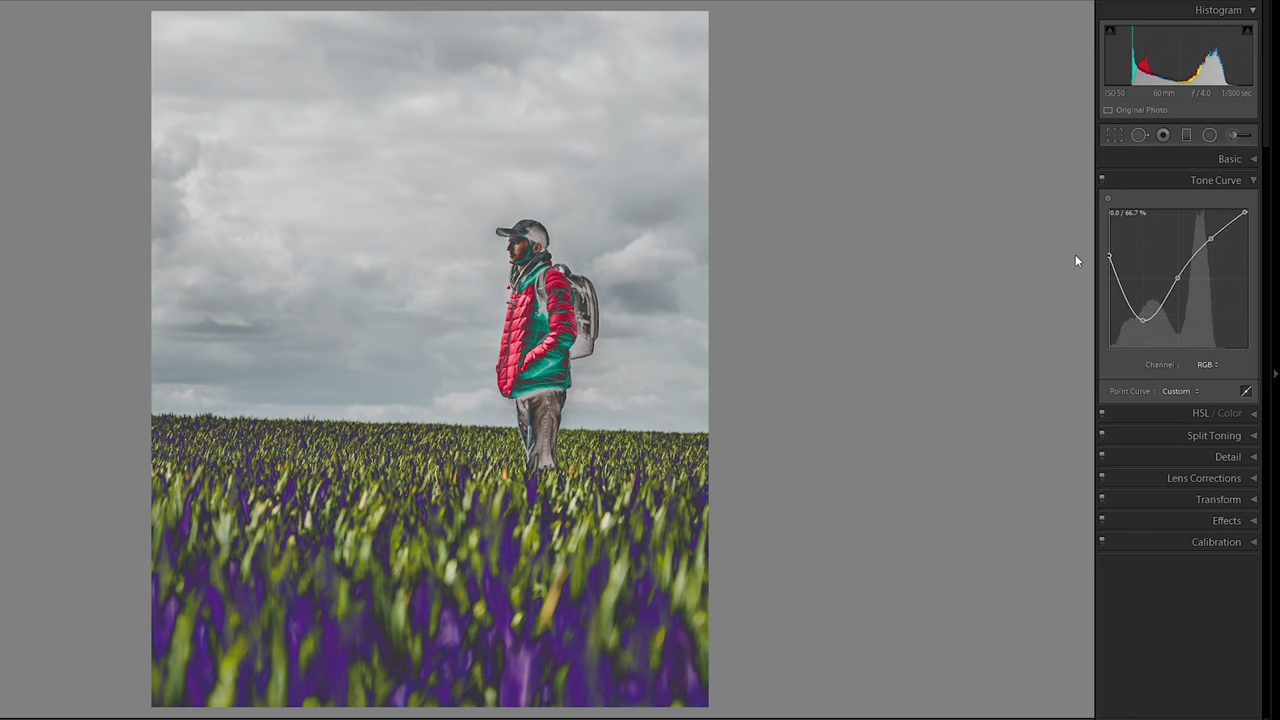 Histogram
ISO 50 60 mm ƒ / 4.0 1/800 sec
Original Photo
Basic
Tone Curve
0.0 / 66.7 %
Channel : RGB
Point Curve : Custom
HSL / Color
Split Toning
Detail
Lens Corrections
Transform
Effects
Calibration